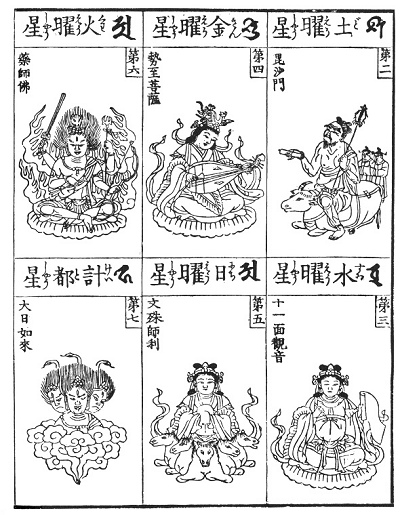 土曜星
第二
毘沙門
水曜星
第三
十一面觀音
金曜星
第四
勢至菩薩
日曜星
第五
文殊師利
火曜星
第六
藥師佛
計都星
第七
大日如來